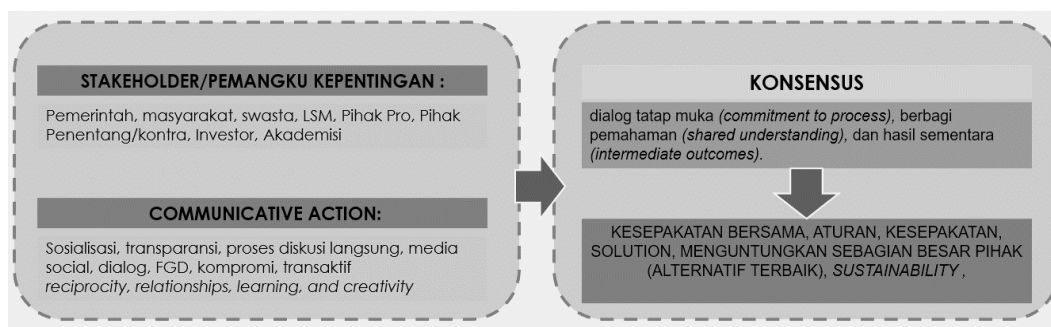 STAKEHOLDER/PEMANGKU KEPENTINGAN :
Pemerintah, masyarakat, swasta, LSM, Pihak Pro, Pihak
Penentang/kontra, Investor, Akademisi
COMMUNICATIVE ACTION:
Sosialisasi, transparansi, proses diskusi langsung, media
social, dialog, FGD, kompromi, transaktif
reciprocity, relationships, learning, and creativity
KONSENSUS
dialog tatap muka (commitment to process), berbagi
pemahaman (shared understanding), dan hasil sementara
(intermediate outcomes).
KESEPAKATAN BERSAMA, ATURAN, KESEPAKATAN,
SOLUTION, MENGUNTUNGKAN SEBAGIAN BESAR PIHAK
(ALTERNATIF TERBAIK), SUSTAINABILITY ,